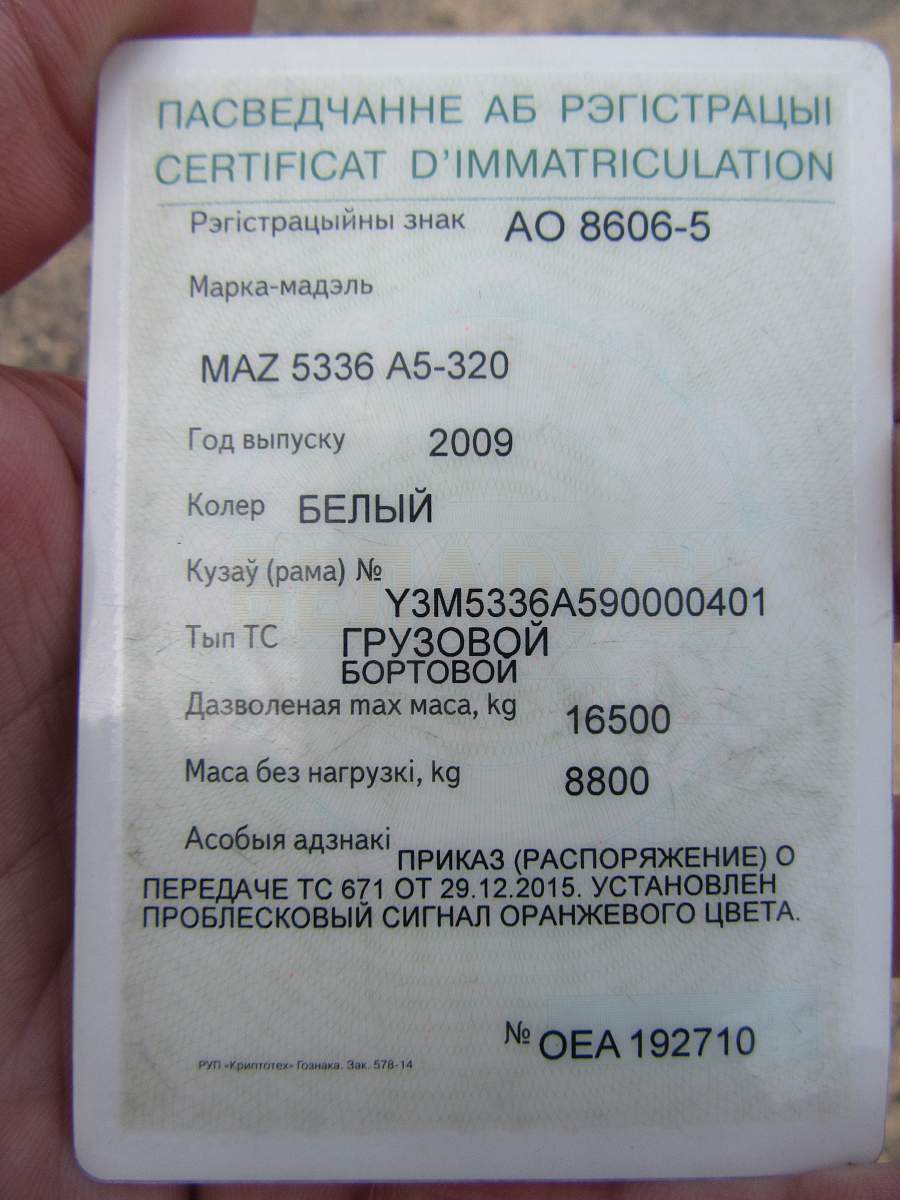 ПАСВЕДЧАННЕ АБ РЭГІСТРАЦЫІ
CERTIFICAT D'IMMATRICULATION
Рэгістрацыйны знак АО 8606-5
Марка-мадэль
MAZ 5336 A5-320
Год выпуску 2009
Колер БЕЛЫЙ
Кузаў (рама) №
Y3M5336A590000401
Тып ТС ГРУЗОВОЙ
БОРТОВОЙ
Дазволеная max маса, kg 16500
Маса без нагрузкі, kg 8800
Асобыя адзнакі
ПРИКАЗ (РАСПОРЯЖЕНИЕ) О
ПЕРЕДАЧЕ ТС 671 ОТ 29.12.2015. УСТАНОВЛЕН
ПРОБЛЕСКОВЫЙ СИГНАЛ ОРАНЖЕВОГО ЦВЕТА.
№ ОЕА 192710
РУП «Криптотех» Гознака. Зак. 578-14